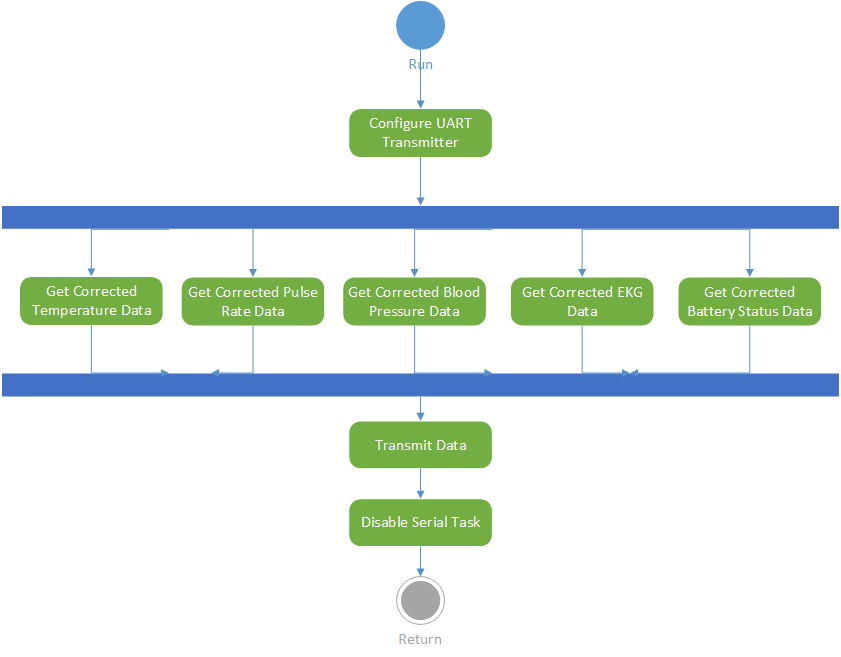 Run
Configure UART
Transmitter
Get Corrected
Temperature Data
Get Corrected Pulse
Rate Data
Get Corrected Blood
Pressure Data
Get Corrected EKG
Data
Get Corrected
Battery Status Data
Transmit Data
Disable Serial Task
Return